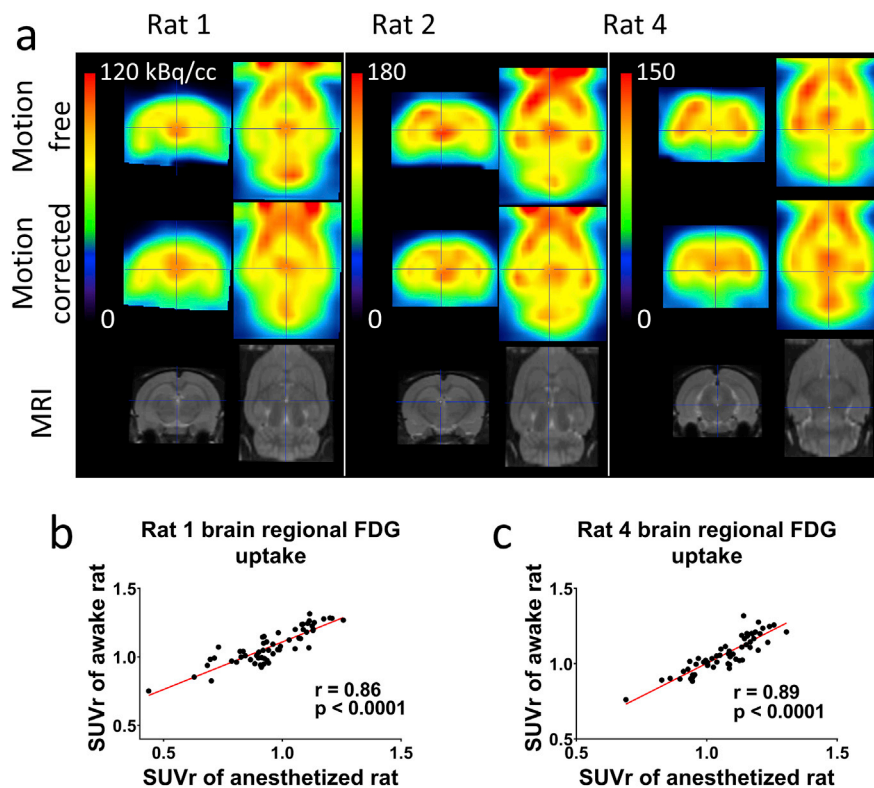 Rat 1
Rat 2
Rat 4
a
Motion
free
120 kBq/cc
180
150
Motion
corrected
0
0
0
MRI
b
Rat 1 brain regional FDG
uptake
SUVr of awake rat
1.5
1.0
0.5
r = 0.86
p < 0.0001
0.5
1.0
1.5
SUVr of anesthetized rat
c
Rat 4 brain regional FDG
uptake
SUVr of awake rat
1.5
1.0
0.5
r = 0.89
p < 0.0001
0.5
1.0
1.5
SUVr of anesthetized rat